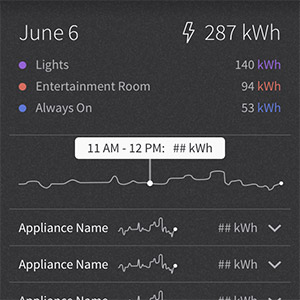 June 6 287 kWh
Lights 140 kWh
Entertainment Room 94 kWh
Always On 53 kWh
11 AM - 12 PM: ## kWh
Appliance Name ## kWh
Appliance Name ## kWh